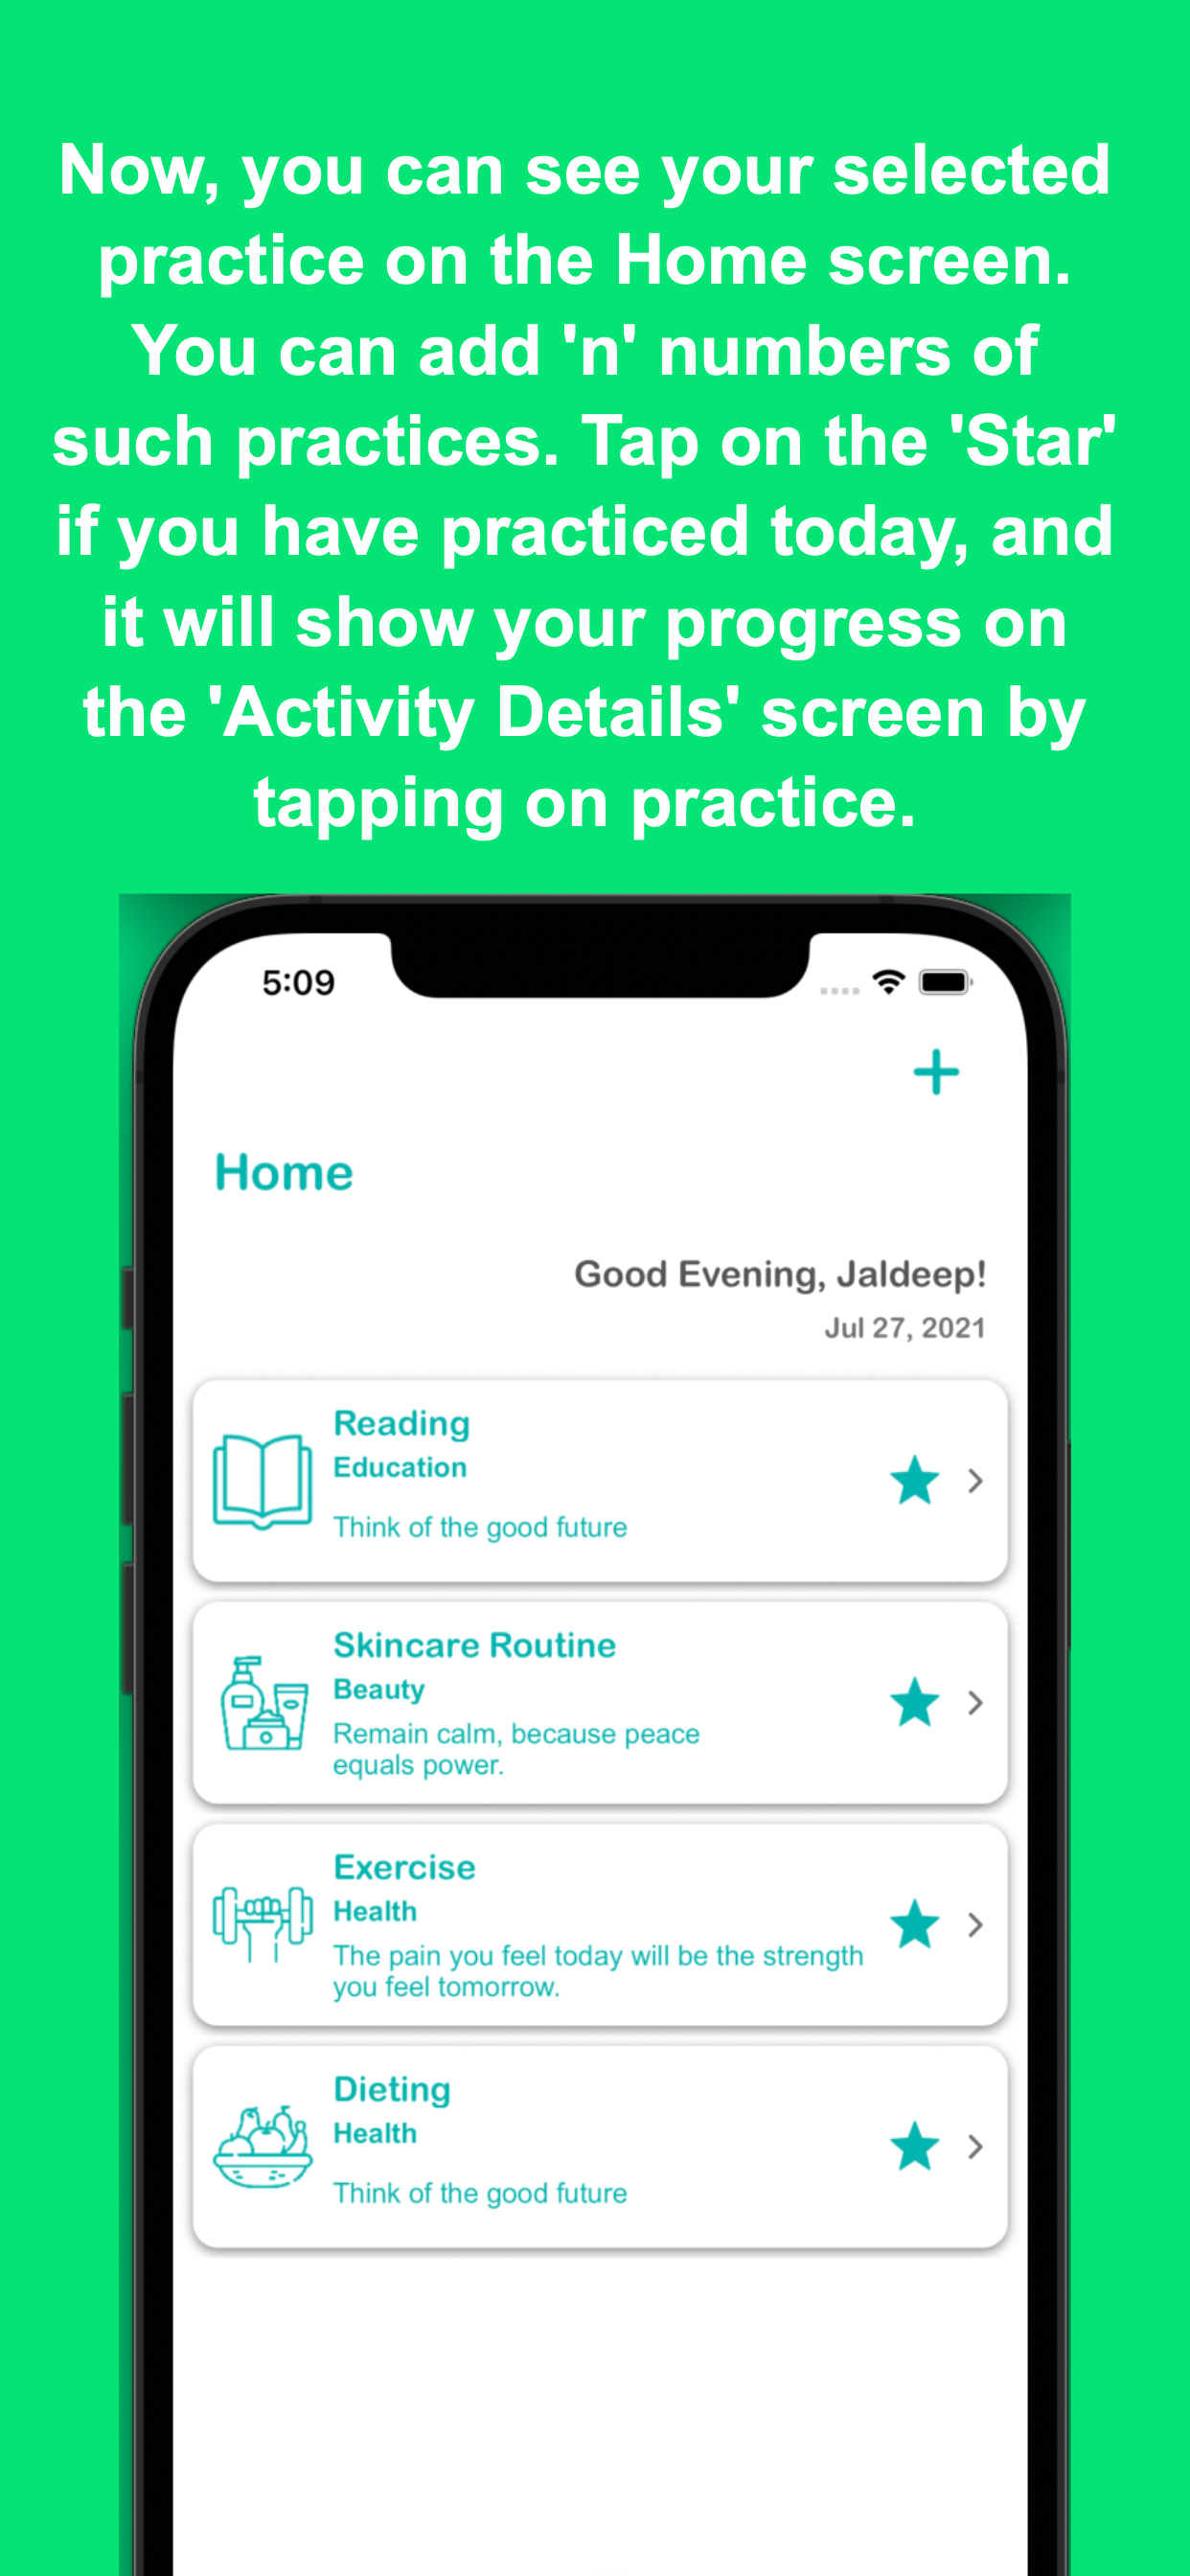 Now, you can see your selected
practice on the Home screen.
You can add 'n' numbers of
such practices. Tap on the 'Star'
if you have practiced today, and
it will show your progress on
the 'Activity Details' screen by
tapping on practice.
5:09
Home
Good Evening, Jaldeep!
Jul 27, 2021
Reading
Education
Think of the good future
Skincare Routine
Beauty
Remain calm, because peace
equals power.
Exercise
Health
The pain you feel today will be the strength
you feel tomorrow.
Dieting
Health
Think of the good future